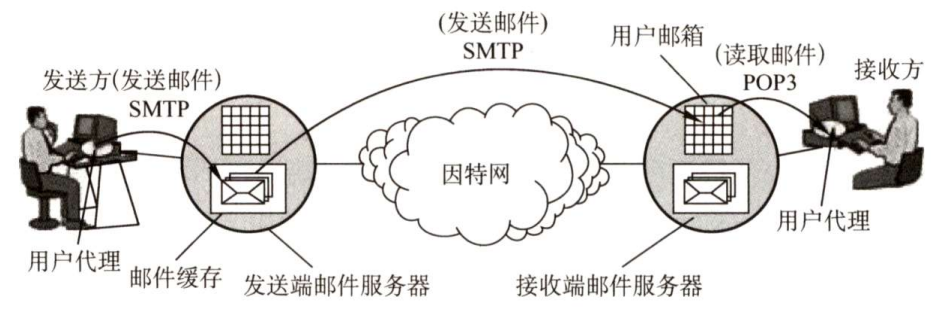 (发送邮件)
SMTP
用户邮箱
(读取邮件)
POP3
接收方
发送方(发送邮件)
SMTP
因特网
用户代理
邮件缓存
发送端邮件服务器
接收端邮件服务器
用户代理